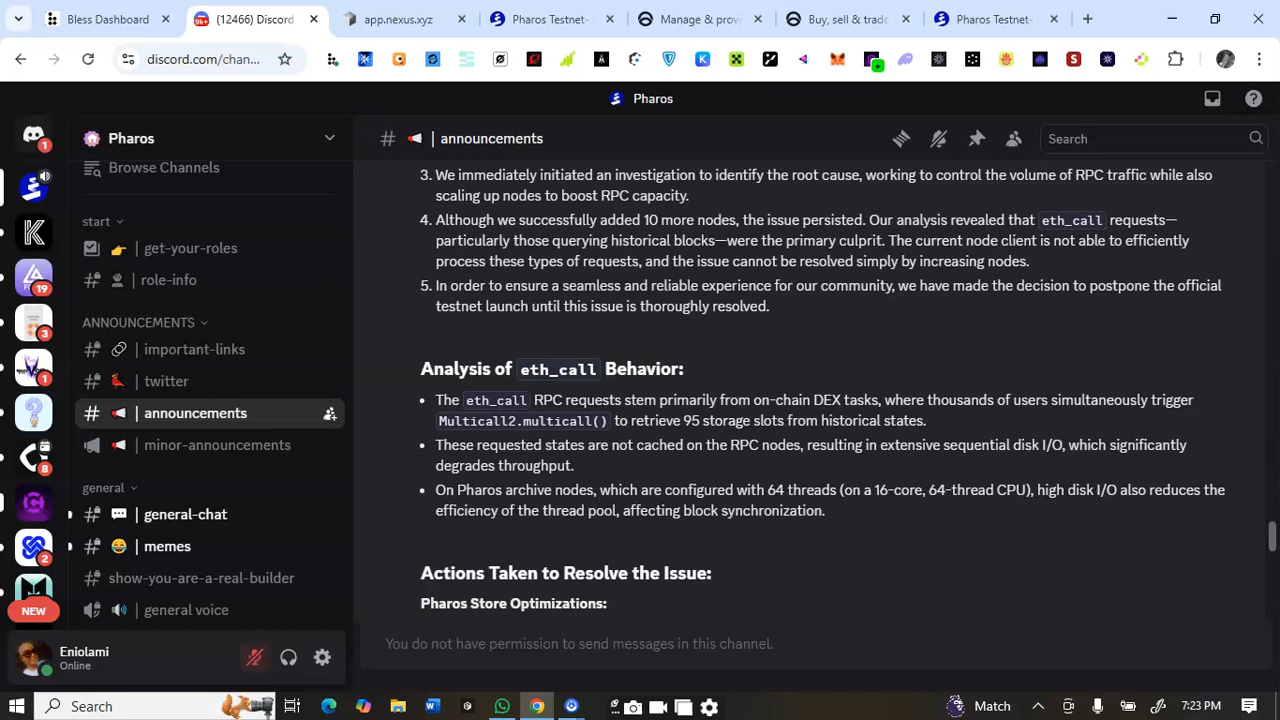 Bless Dashboard
(12466) Discord
app.nexus.xyz
Pharos Testnet-
Manage & prov
Buy, sell & trade
Pharos Testnet-
discord.com/chan...
Pharos
Pharos
| announcements
Search
Browse Channels
start
| get-your-roles
| role-info
ANNOUNCEMENTS
| important-links
| twitter
| announcements
| minor-announcements
general
| general-chat
| memes
show-you-are-a-real-builder
| general voice
1
19
3
1
8
2
NEW
Eniolami
Online
3. We immediately initiated an investigation to identify the root cause, working to control the volume of RPC traffic while also
scaling up nodes to boost RPC capacity.
4. Although we successfully added 10 more nodes, the issue persisted. Our analysis revealed that eth_call requests—
particularly those querying historical blocks—were the primary culprit. The current node client is not able to efficiently
process these types of requests, and the issue cannot be resolved simply by increasing nodes.
5. In order to ensure a seamless and reliable experience for our community, we have made the decision to postpone the official
testnet launch until this issue is thoroughly resolved.
Analysis of eth_call Behavior:
• The eth_call RPC requests stem primarily from on-chain DEX tasks, where thousands of users simultaneously trigger
Multicall2.multicall() to retrieve 95 storage slots from historical states.
• These requested states are not cached on the RPC nodes, resulting in extensive sequential disk I/O, which significantly
degrades throughput.
• On Pharos archive nodes, which are configured with 64 threads (on a 16-core, 64-thread CPU), high disk I/O also reduces the
efficiency of the thread pool, affecting block synchronization.
Actions Taken to Resolve the Issue:
Pharos Store Optimizations:
You do not have permission to send messages in this channel.
Search
Match
7:23 PM